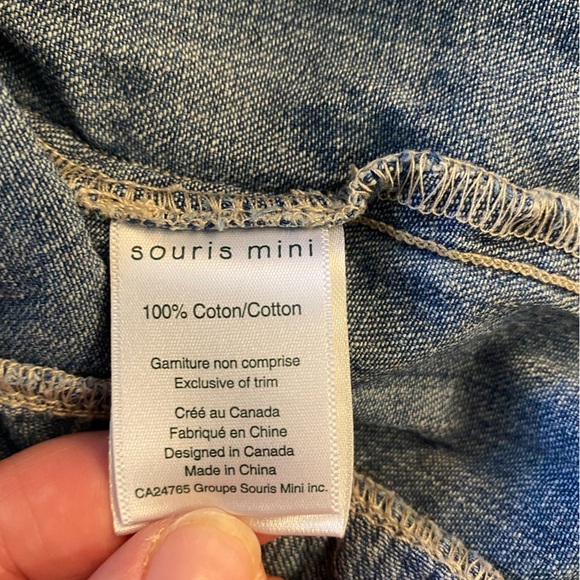 souris mini
100% Coton/Cotton
Garniture non comprise
Exclusive of trim
Créé au Canada
Fabriqué en Chine
Designed in Canada
Made in China
CA24765 Groupe Souris Mini inc.